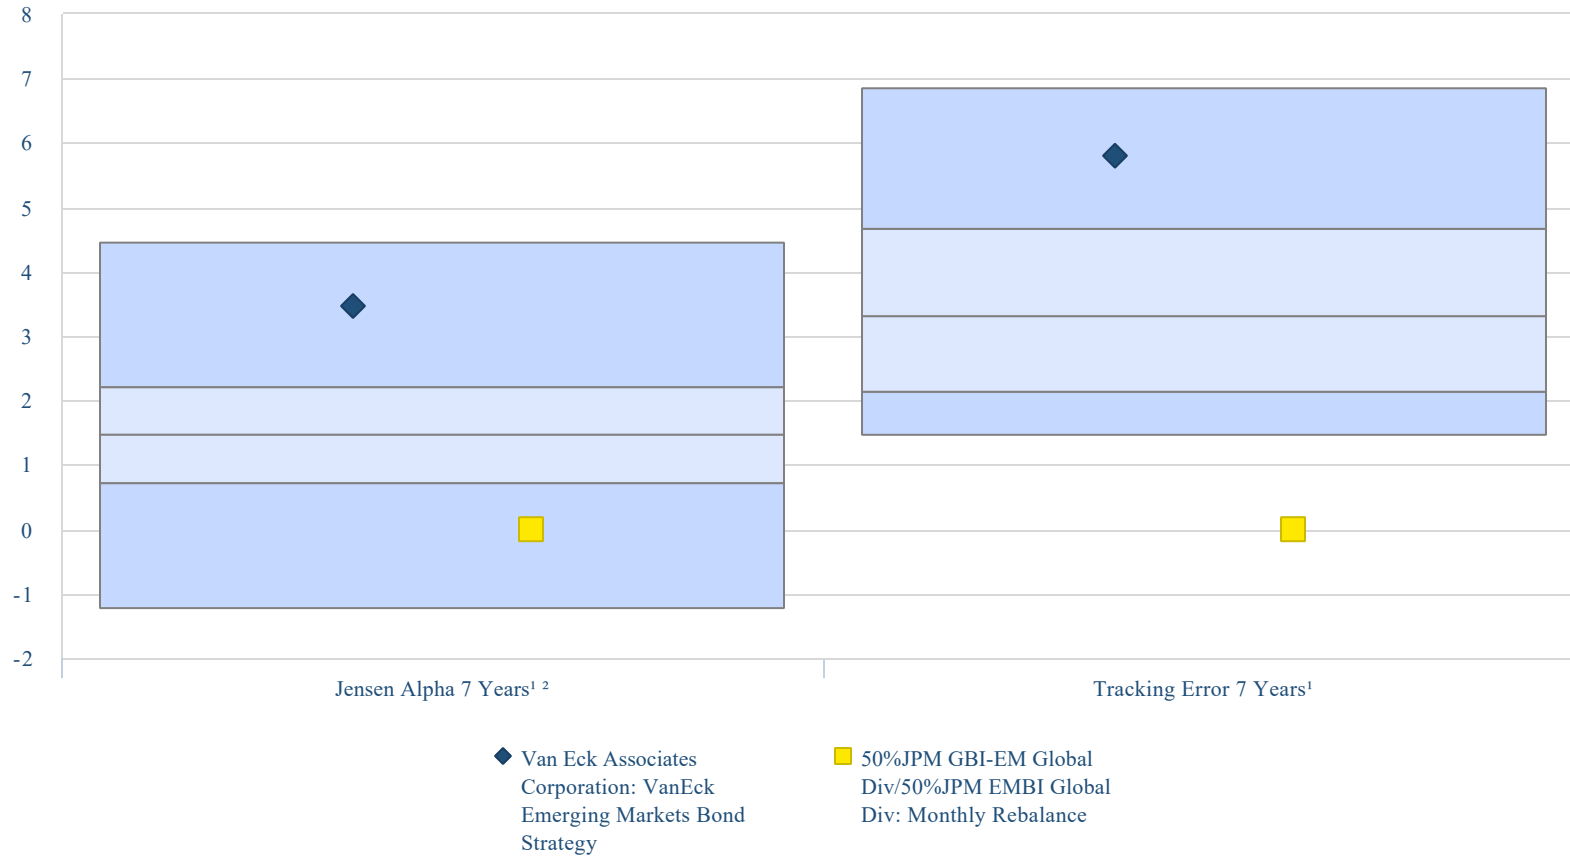 8
7
6
5
4
3
2
1
0
-1
-2
Jensen Alpha 7 Years¹ ²
Tracking Error 7 Years¹
Van Eck Associates
Corporation: VanEck
Emerging Markets Bond
Strategy
50%JPM GBI-EM Global
Div/50%JPM EMBI Global
Div: Monthly Rebalance